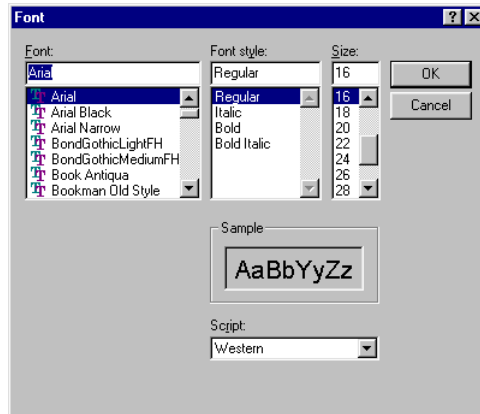 Font
Font: Font style: Size:
Arial Regular 16 OK
Arial Regular 16 Cancel
Arial Black Italic 18
Arial Narrow Bold 20
BondGothicLightFH Bold Italic 22
BondGothicMediumFH 24
Book Antiqua 26
Bookman Old Style 28
Sample
AaBbYyZz
Script:
Western